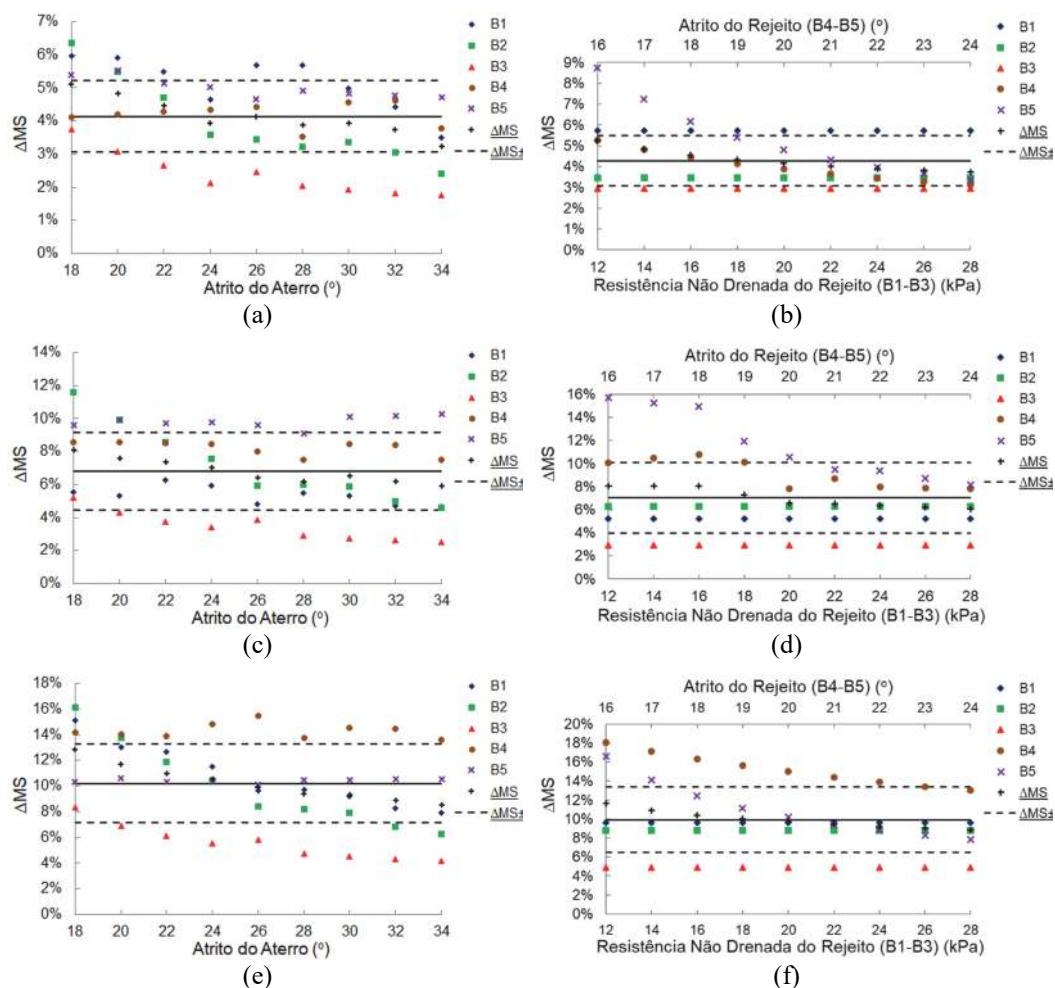 7%
6%
5%
4%
3%
2%
1%
0%
ΔMS
18 20 22 24 26 28 30 32 34
Atrito do Aterro (º)
B1
B2
B3
B4
B5
ΔMS
ΔMS±
(a)
Atrito do Rejeito (B4-B5) (º)
16 17 18 19 20 22 22 23 24
9%
8%
7%
6%
5%
4%
3%
2%
1%
0%
ΔMS
12 14 16 18 20 22 24 26 28
Resistência Não Drenada do Rejeito (B1-B3) (kPa)
B1
B2
B3
B4
B5
ΔMS
ΔMS±
(b)
14%
12%
10%
8%
6%
4%
2%
0%
ΔMS
18 20 22 24 26 28 30 32 34
Atrito do Aterro (º)
B1
B2
B3
B4
B5
ΔMS
ΔMS±
(c)
Atrito do Rejeito (B4-B5) (º)
16 17 18 19 20 22 22 23 24
16%
14%
12%
10%
8%
6%
4%
2%
0%
ΔMS
12 14 16 18 20 22 24 26 28
Resistência Não Drenada do Rejeito (B1-B3) (kPa)
B1
B2
B3
B4
B5
ΔMS
ΔMS±
(d)
18%
16%
14%
12%
10%
8%
6%
4%
2%
0%
ΔMS
18 20 22 24 26 28 30 32 34
Atrito do Aterro (º)
B1
B2
B3
B4
B5
ΔMS
ΔMS±
(e)
Atrito do Rejeito (B4-B5) (º)
16 17 18 19 20 22 22 23 24
20%
18%
16%
14%
12%
10%
8%
6%
4%
2%
0%
ΔMS
12 14 16 18 20 22 24 26 28
Resistência Não Drenada do Rejeito (B1-B3) (kPa)
B1
B2
B3
B4
B5
ΔMS
ΔMS±
(f)